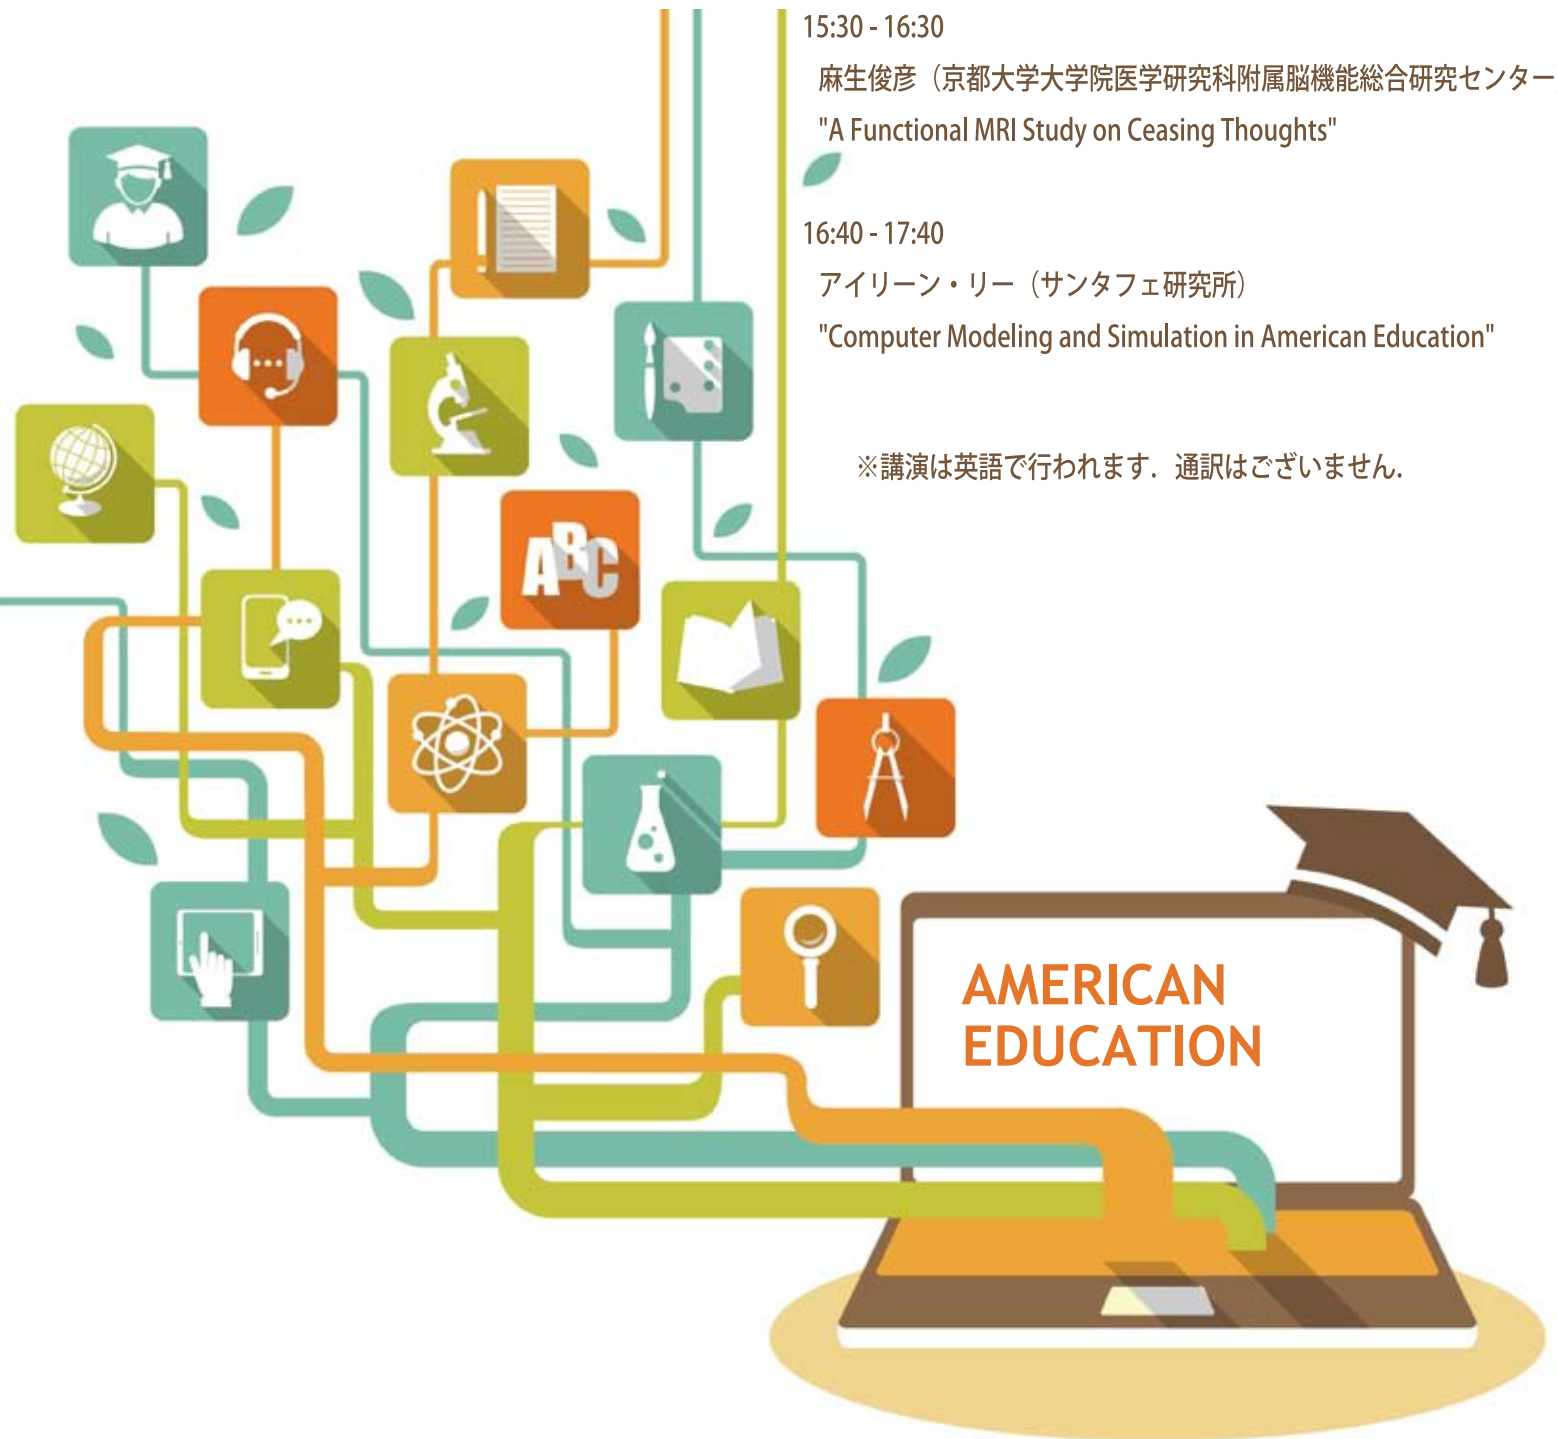 15:30 - 16:30
麻生俊彦（京都大学大学院医学研究科附属脳機能総合研究センター
"A Functional MRI Study on Ceasing Thoughts"
16:40 - 17:40
アイリーン・リー（サンタフェ研究所）
"Computer Modeling and Simulation in American Education"
※講演は英語で行われます．通訳はございません．
ABC
AMERICAN
EDUCATION